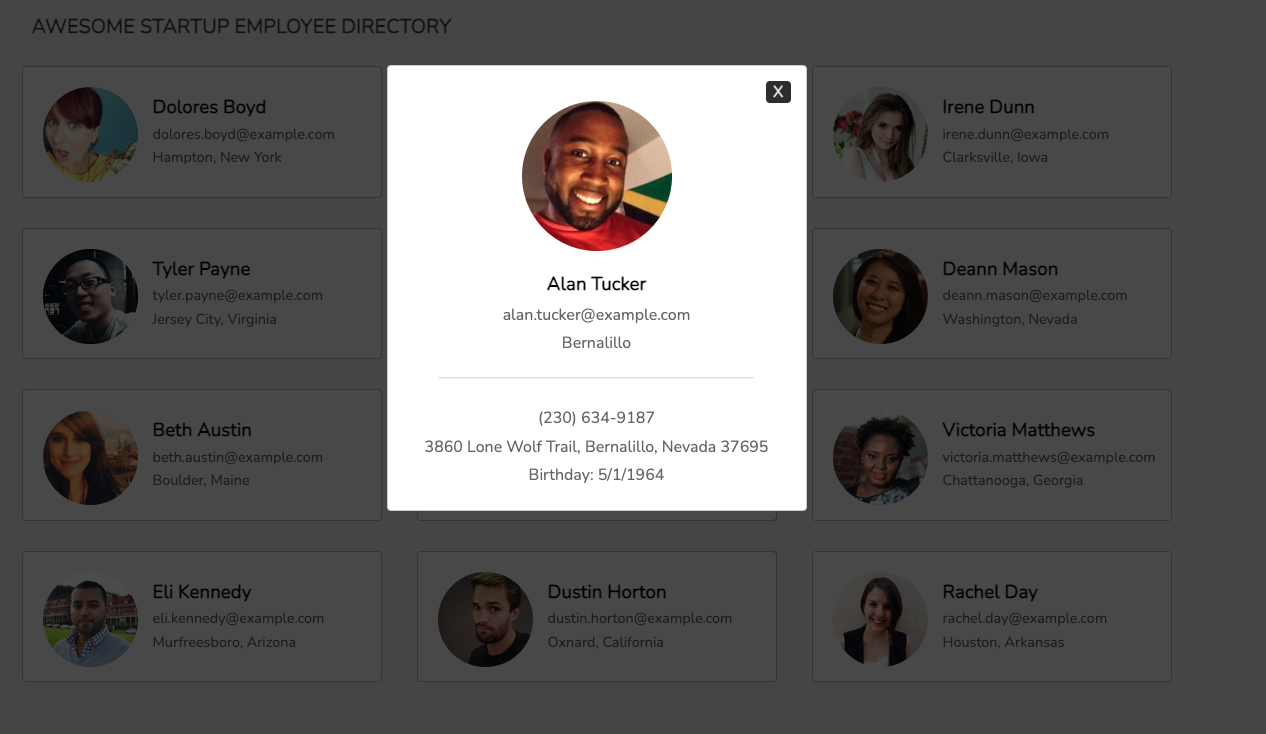 AWESOME STARTUP EMPLOYEE DIRECTORY
Dolores Boyd
dolores.boyd@example.com
Hampton, New York
X
Alan Tucker
alan.tucker@example.com
Bernalillo
(230) 634-9187
3860 Lone Wolf Trail, Bernalillo, Nevada 37695
Birthday: 5/1/1964
Irene Dunn
irene.dunn@example.com
Clarksville, Iowa
Tyler Payne
tyler.payne@example.com
Jersey City, Virginia
Deann Mason
deann.mason@example.com
Washington, Nevada
Beth Austin
beth.austin@example.com
Boulder, Maine
Victoria Matthews
victoria.matthews@example.com
Chattanooga, Georgia
Eli Kennedy
eli.kennedy@example.com
Murfreesboro, Arizona
Dustin Horton
dustin.horton@example.com
Oxnard, California
Rachel Day
rachel.day@example.com
Houston, Arkansas